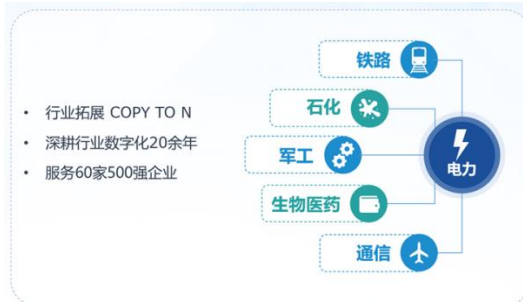 行业拓展 COPY TO N
深耕行业数字化20余年
服务60家500强企业
铁路
石化
军工
生物医药
通信
电力